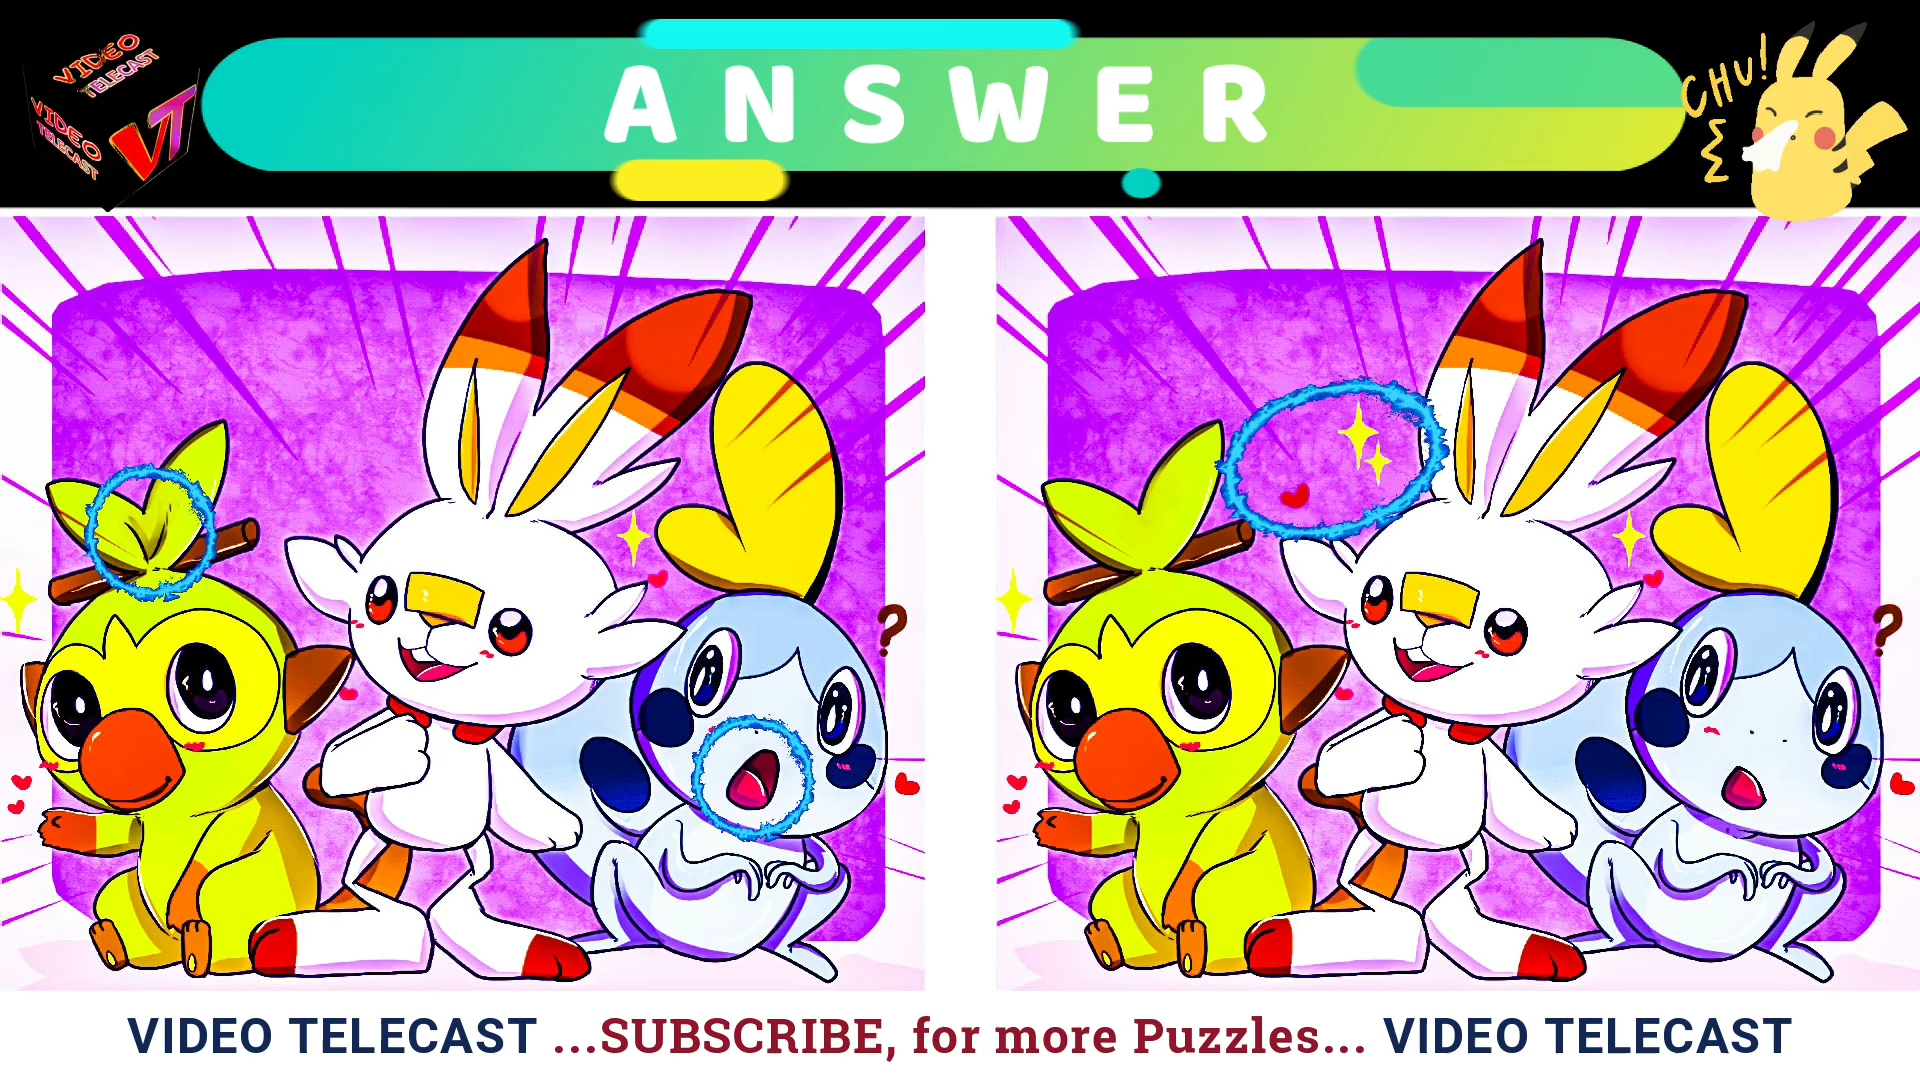 VIDEO
TELECAST
VIDEO
TELECAST
VT
ANSWER
CHU!
?
?
VIDEO TELECAST ...SUBSCRIBE, for more Puzzles... VIDEO TELECAST